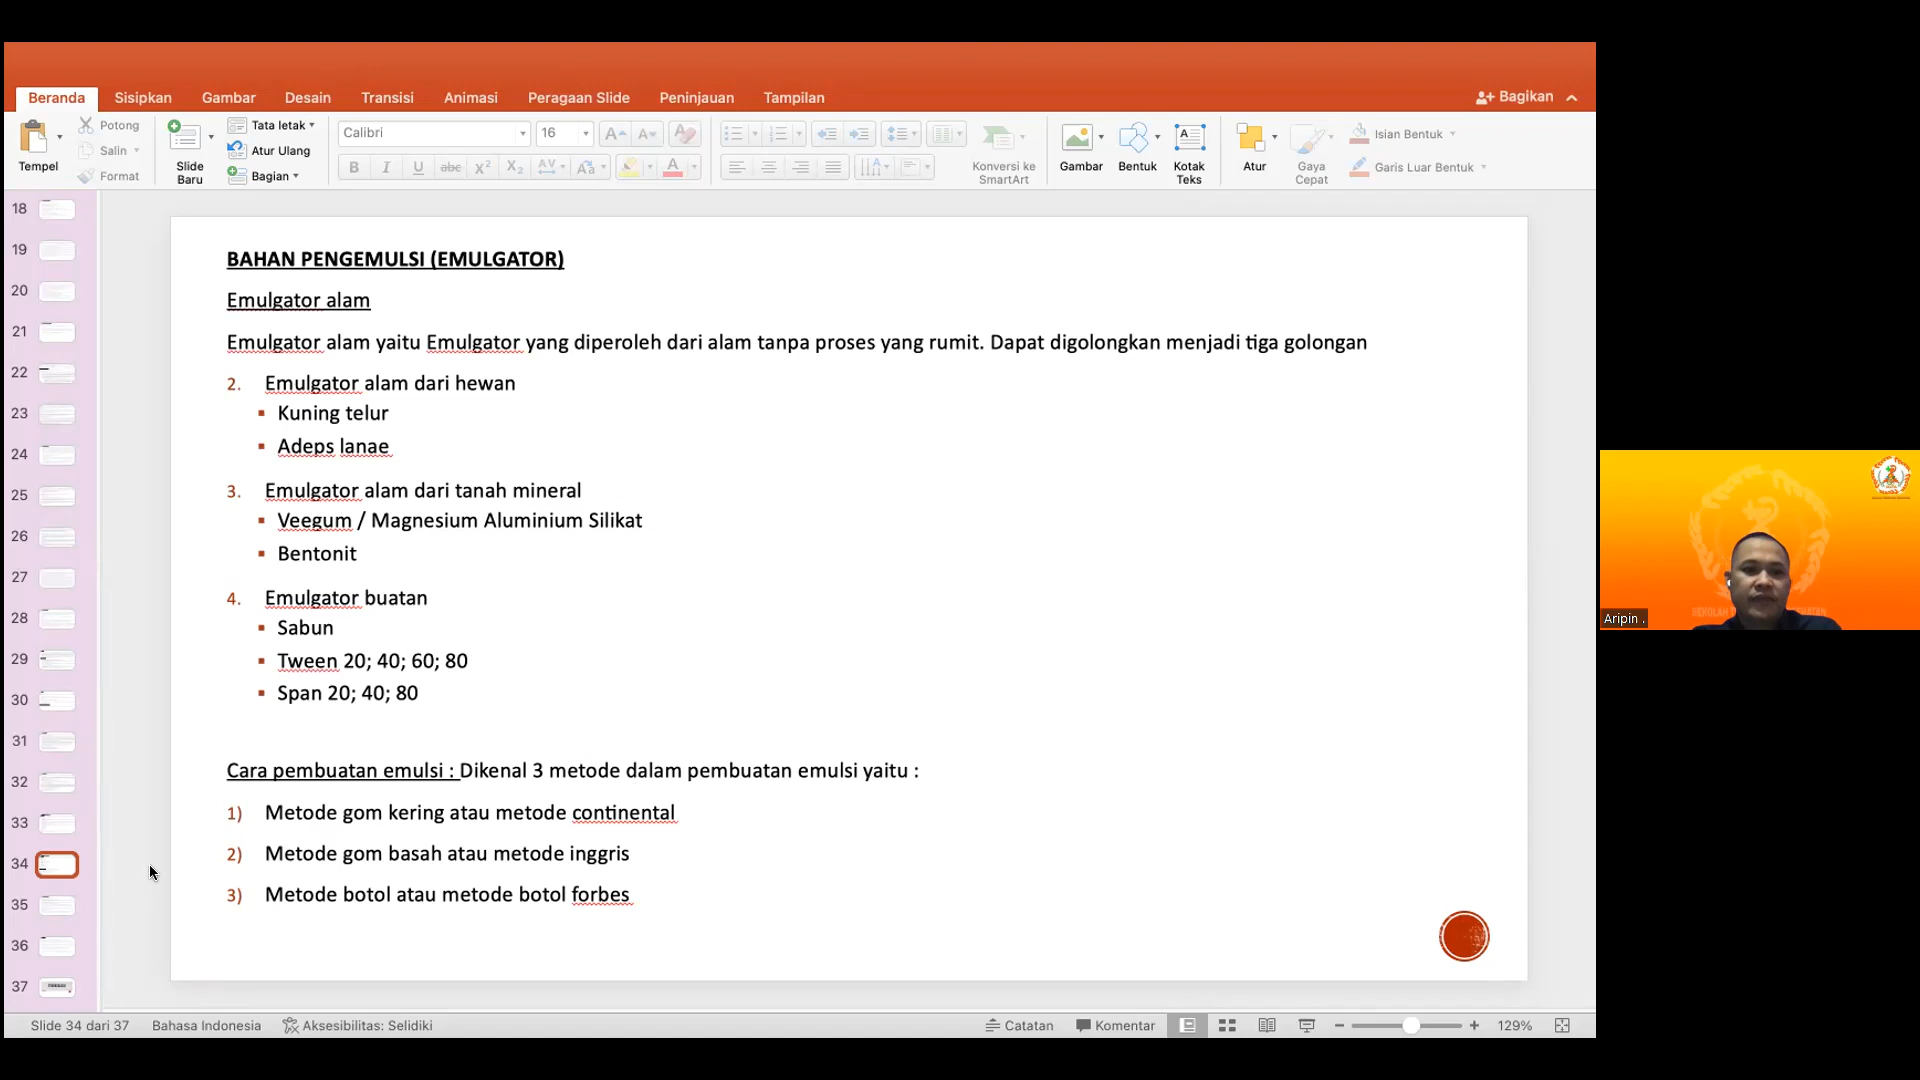 Beranda Sisipkan Gambar Desain Transisi Animasi Peragaan Slide Peninjauan Tampilan Bagikan
Tempel
Potong
Salin
Format
Slide Baru
Tata letak
Atur Ulang
Bagian
Calibri 16
Konversi ke SmartArt
Gambar
Bentuk
Kotak Teks
Atur
Gaya Cepat
Isian Bentuk
Garis Luar Bentuk
18
19
20
21
22
23
24
25
26
27
28
29
30
31
32
33
34
35
36
37
BAHAN PENGEMULSI (EMULGATOR)
Emulgator alam
Emulgator alam yaitu Emulgator yang diperoleh dari alam tanpa proses yang rumit. Dapat digolongkan menjadi tiga golongan
2. Emulgator alam dari hewan
▪ Kuning telur
▪ Adeps lanae
3. Emulgator alam dari tanah mineral
▪ Veegum / Magnesium Aluminium Silikat
▪ Bentonit
4. Emulgator buatan
▪ Sabun
▪ Tween 20; 40; 60; 80
▪ Span 20; 40; 80
Cara pembuatan emulsi : Dikenal 3 metode dalam pembuatan emulsi yaitu :
1) Metode gom kering atau metode continental
2) Metode gom basah atau metode inggris
3) Metode botol atau metode botol forbes
Aripin .
Slide 34 dari 37 Bahasa Indonesia Aksesibilitas: Selidiki Catatan Komentar 129%